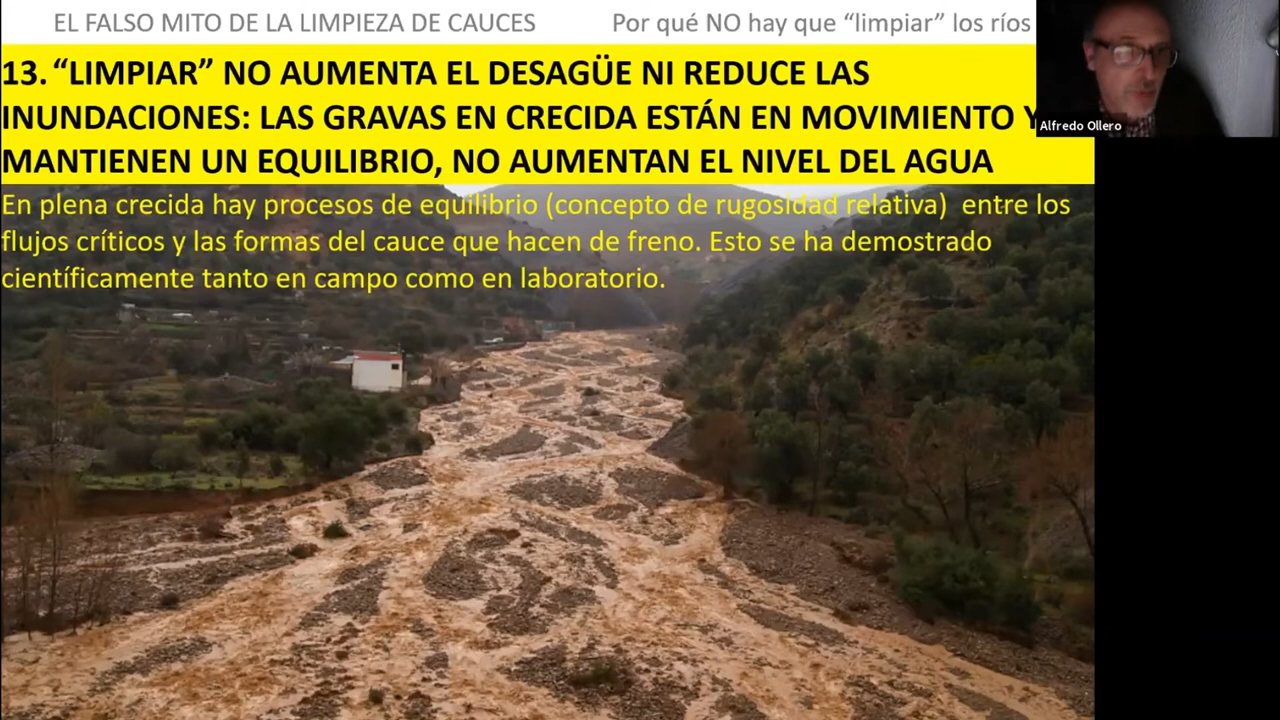 EL FALSO MITO DE LA LIMPIEZA DE CAUCES Por qué NO hay que “limpiar” los ríos
13. “LIMPIAR” NO AUMENTA EL DESAGÜE NI REDUCE LAS
INUNDACIONES: LAS GRAVAS EN CRECIDA ESTÁN EN MOVIMIENTO Y
MANTIENEN UN EQUILIBRIO, NO AUMENTAN EL NIVEL DEL AGUA
Alfredo Ollero
En plena crecida hay procesos de equilibrio (concepto de rugosidad relativa) entre los
flujos críticos y las formas del cauce que hacen de freno. Esto se ha demostrado
científicamente tanto en campo como en laboratorio.